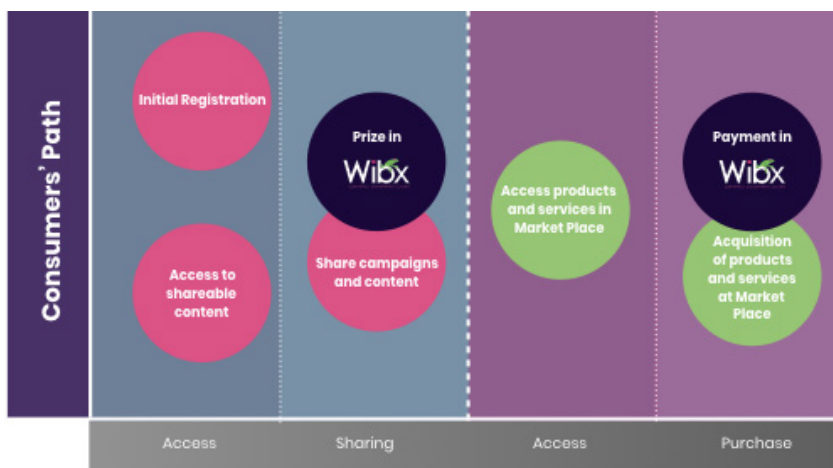 Consumers' Path
Initial Registration
Access to
shareable
content
Prize in
Wibx
Share campaigns
and content
Access products
and services in
Market Place
Payment in
Wibx
Acquisition
of products
and services
at Market
Place
Access
Sharing
Access
Purchase